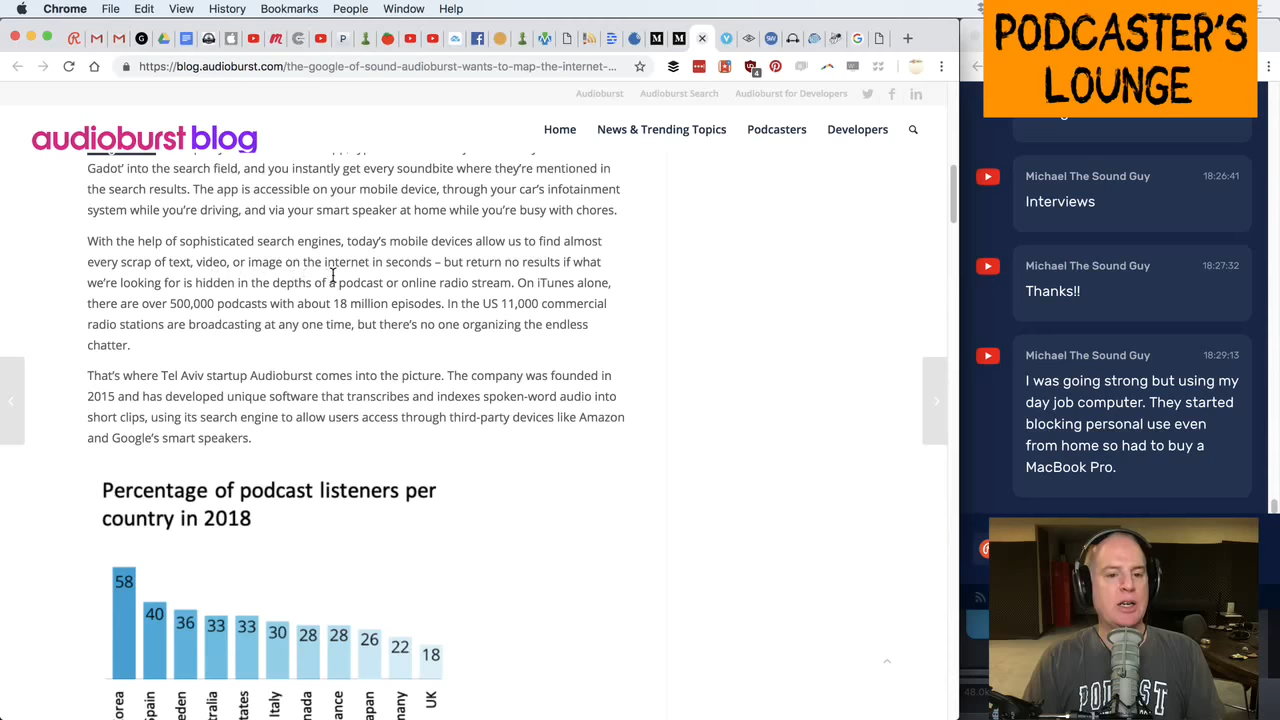 Chrome File Edit View History Bookmarks People Window Help
https://blog.audioburst.com/the-google-of-sound-audioburst-wants-to-map-the-internet-...
4
Audioburst Audioburst Search Audioburst for Developers
audioburst blog
Home News & Trending Topics Podcasters Developers
Gadot’ into the search field, and you instantly get every soundbite where they’re mentioned in
the search results. The app is accessible on your mobile device, through your car’s infotainment
system while you’re driving, and via your smart speaker at home while you’re busy with chores.
With the help of sophisticated search engines, today’s mobile devices allow us to find almost
every scrap of text, video, or image on the internet in seconds – but return no results if what
we’re looking for is hidden in the depths of a podcast or online radio stream. On iTunes alone,
there are over 500,000 podcasts with about 18 million episodes. In the US 11,000 commercial
radio stations are broadcasting at any one time, but there’s no one organizing the endless
chatter.
That’s where Tel Aviv startup Audioburst comes into the picture. The company was founded in
2015 and has developed unique software that transcribes and indexes spoken-word audio into
short clips, using its search engine to allow users access through third-party devices like Amazon
and Google’s smart speakers.
Percentage of podcast listeners per
country in 2018
58 40 36 33 33 30 28 28 26 22 18
orea Spain eden tralia tates Italy nada ance apan many UK
PODCASTER'S
LOUNGE
Michael The Sound Guy 18:26:41
Interviews
Michael The Sound Guy 18:27:32
Thanks!!
Michael The Sound Guy 18:29:13
I was going strong but using my
day job computer. They started
blocking personal use even
from home so had to buy a
MacBook Pro.
48.0k